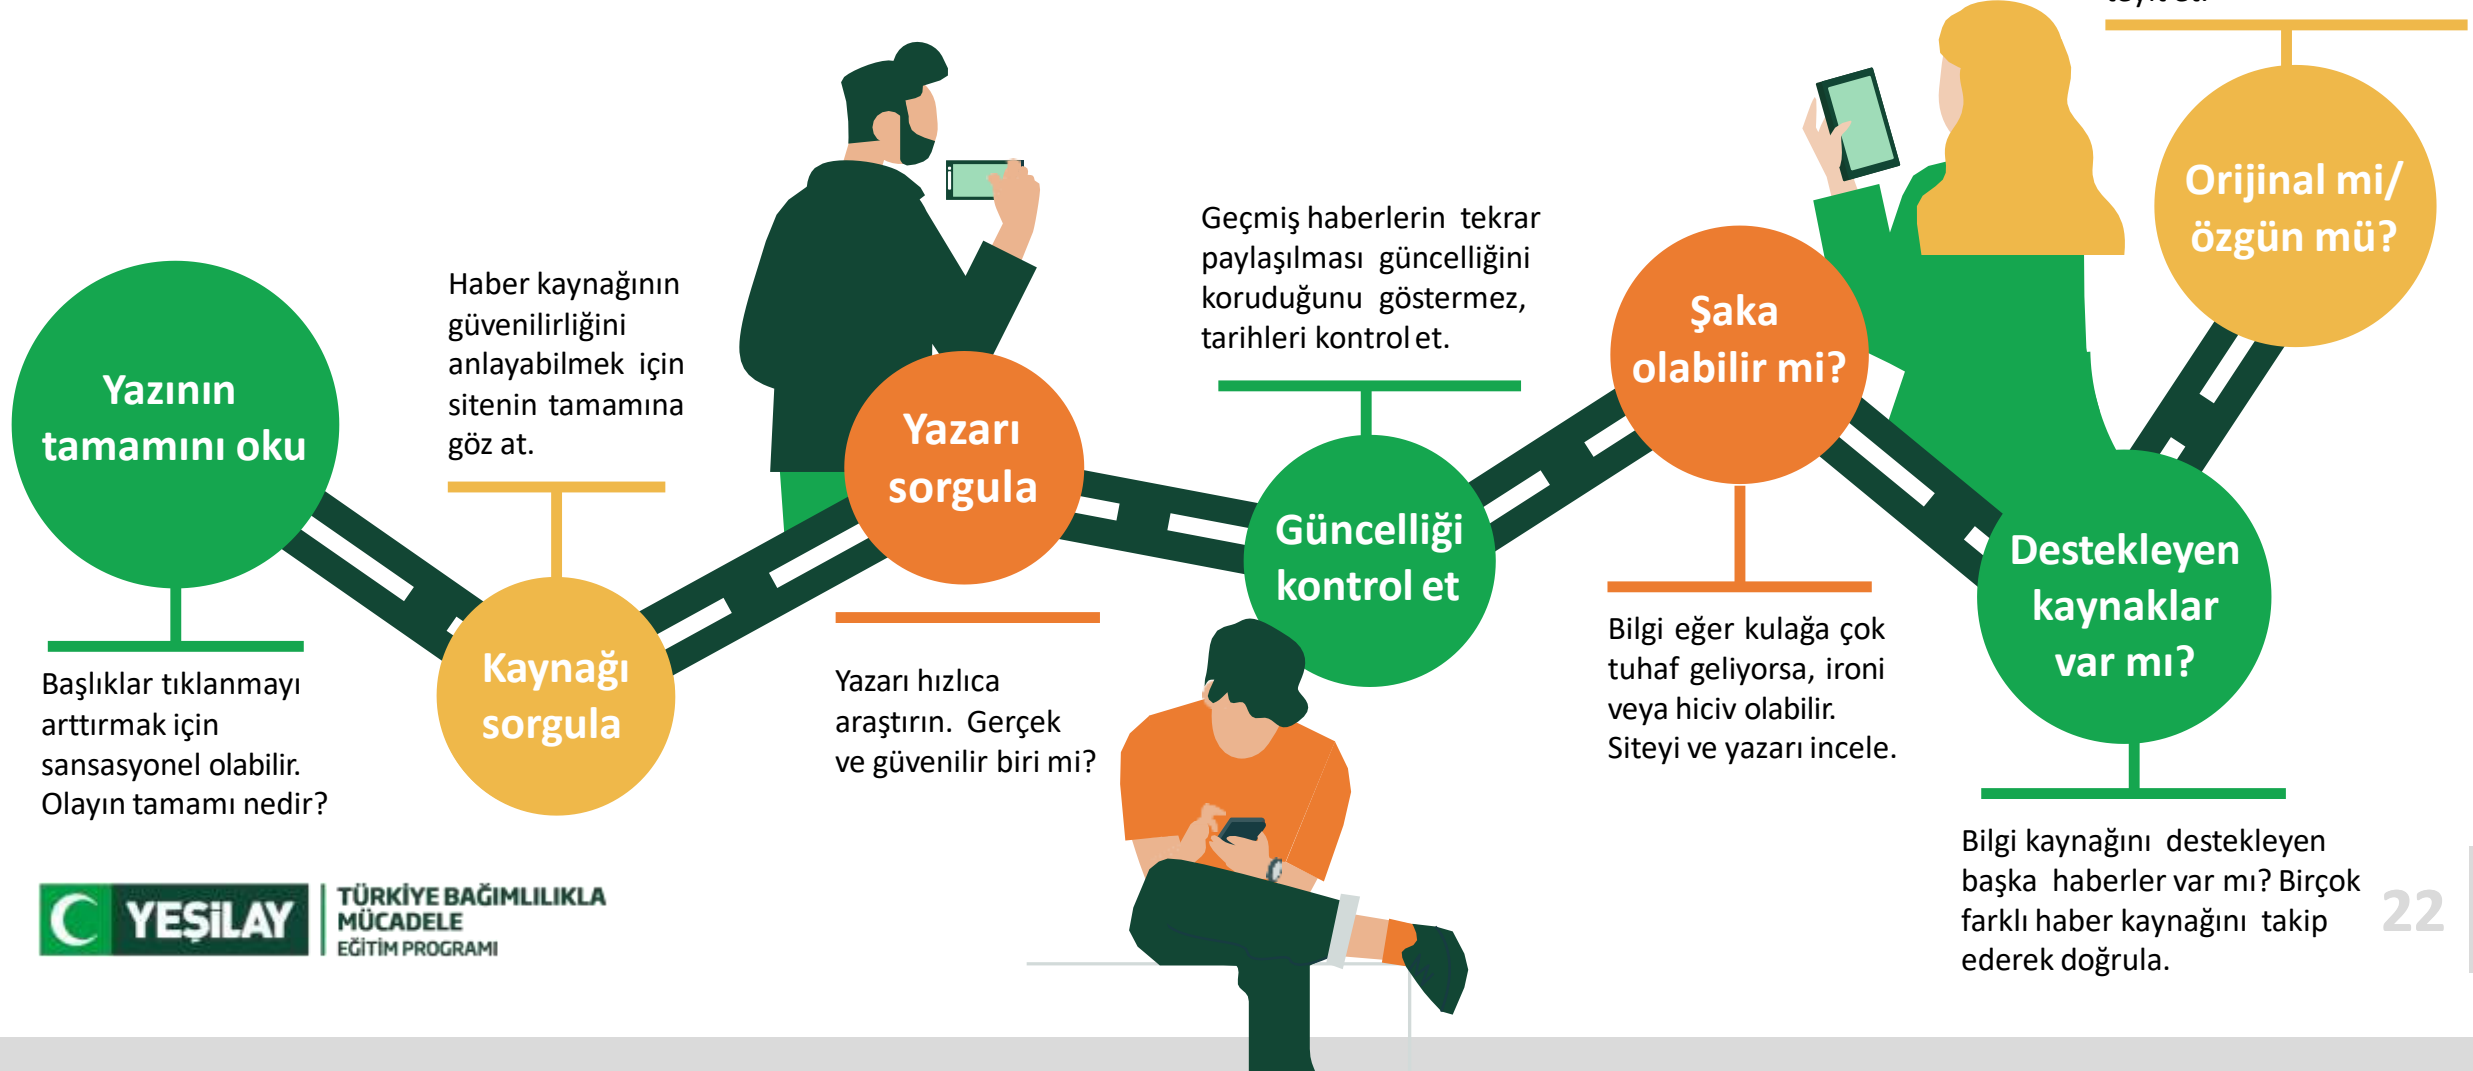 Yazının
tamamını oku
Başlıklar tıklanmayı
arttırmak için
sansasyonel olabilir.
Olayın tamamı nedir?
Haber kaynağının
güvenilirliğini
anlayabilmek için
sitenin tamamına
göz at.
Kaynağı
sorgula
Yazarı
sorgula
Yazarı hızlıca
araştırın. Gerçek
ve güvenilir biri mi?
Geçmiş haberlerin tekrar
paylaşılması güncelliğini
koruduğunu göstermez,
tarihleri kontrol et.
Güncelliği
kontrol et
Şaka
olabilir mi?
Bilgi eğer kulağa çok
tuhaf geliyorsa, ironi
veya hiciv olabilir.
Siteyi ve yazarı incele.
Destekleyen
kaynaklar
var mı?
Bilgi kaynağını destekleyen
başka haberler var mı? Birçok
farklı haber kaynağını takip
ederek doğrula.
Orijinal mi/
özgün mü?
YEŞİLAY
TÜRKİYE BAĞIMLILIKLA
MÜCADELE
EĞİTİM PROGRAMI
22